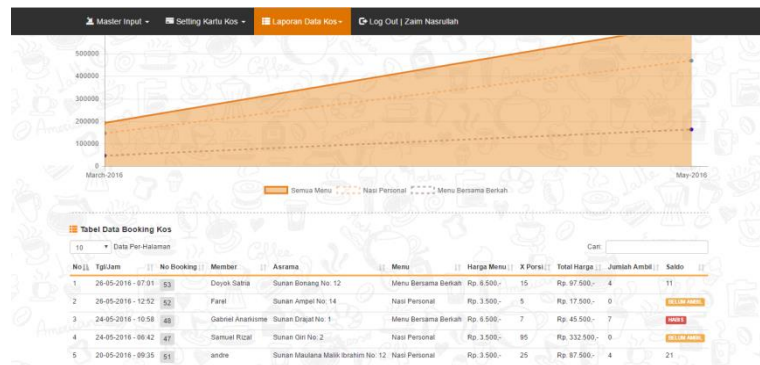 Master Input Setting Kartu Kos Laporan Data Kos Log Out | Zaim Nasrullah
500000
400000
300000
200000
100000
0
March-2016 May-2016
Semua Menu Nasi Personal Menu Bersama Berkah
Tabel Data Booking Kos
10 Data Per-Halaman Cari:
No Tgl/Jam No Booking Member Asrama Menu Harga Menu X Porsi Total Harga Jumlah Ambil Saldo
1 26-05-2016 - 07:01 53 Doyok Satria Sunan Bonang No: 12 Menu Bersama Berkah Rp. 6.500,- 15 Rp. 97.500,- 4 11
2 26-05-2016 - 12:52 52 Farel Sunan Ampel No: 14 Nasi Personal Rp. 3.500,- 5 Rp. 17.500,- 0 BELUM AMBIL
3 24-05-2016 - 10:58 48 Gabriel Anarkisme Sunan Drajat No: 1 Menu Bersama Berkah Rp. 6.500,- 7 Rp. 45.500,- 7 HABIS
4 24-05-2016 - 06:42 47 Samuel Rizal Sunan Giri No: 2 Nasi Personal Rp. 3.500,- 95 Rp. 332.500,- 0 BELUM AMBIL
5 20-05-2016 - 09:35 51 andre Sunan Maulana Malik Ibrahim No: 12 Nasi Personal Rp. 3.500,- 25 Rp. 87.500,- 4 21